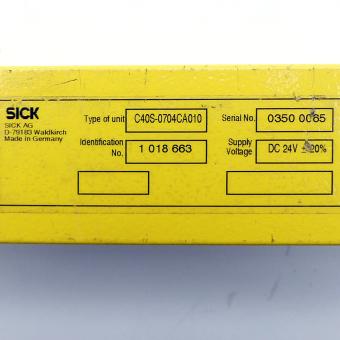 SICK
SICK AG
D-79183 Waldkirch
Made in Germany
Type of unit C40S-0704CA010 Serial No. 0350 0065
Identification No. 1 018 663 Supply Voltage DC 24V ±20%